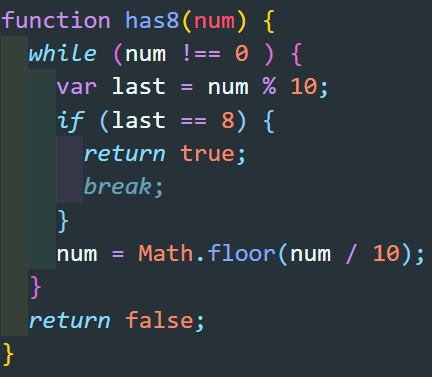 function has8(num) {
  while (num !== 0 ) {
    var last = num % 10;
    if (last == 8) {
      return true;
      break;
    }
    num = Math.floor(num / 10);
  }
  return false;
}